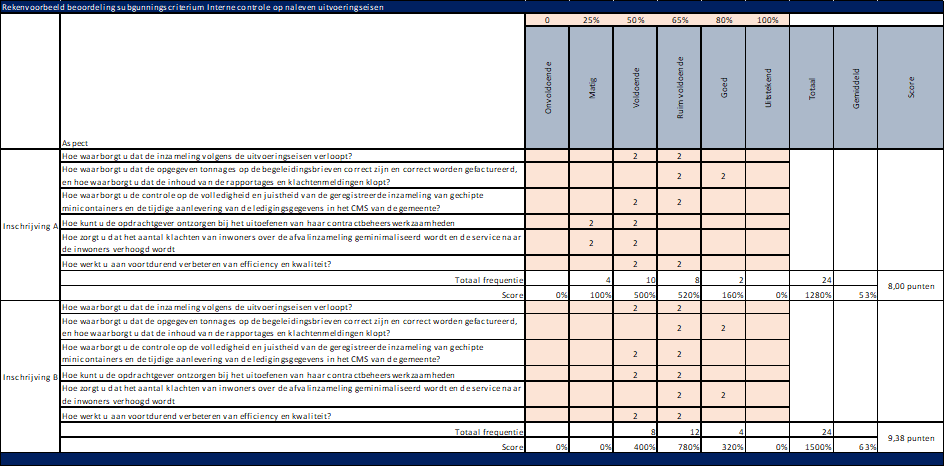 Rekenvoorbeeld beoordeling subgunningscriterium Interne controle op naleven uitvoeringseisen
0 25% 50% 65% 80% 100%
Aspect Onvoldoende Matig Voldoende Ruim voldoende Goed Uitstekend Totaal Gemiddeld Score
Inschrijving A
Hoe waarborgt u dat de inzameling volgens de uitvoeringseisen verloopt? 2 2
Hoe waarborgt u dat de opgegeven tonnages op de begeleidingsbrieven correct zijn en correct worden gefactureerd,
en hoe waarborgt u dat de inhoud van de rapportages en klachtenmeldingen klopt? 2 2
Hoe waarborgt u de controle op de volledigheid en juistheid van de geregistreerde inzameling van gechipte
minicontainers en de tijdige aanlevering van de ledigingsgegevens in het CMS van de gemeente? 2 2
Hoe kunt u de opdrachtgever ontzorgen bij het uitoefenen van haar contractbeheerswerkzaamheden 2 2
Hoe zorgt u dat het aantal klachten van inwoners over de afvalinzameling geminimaliseerd wordt en de service naar
de inwoners verhoogd wordt 2 2
Hoe werkt u aan voortdurend verbeteren van efficiency en kwaliteit? 2 2
Totaal frequentie 4 10 8 2 24
Score 0% 100% 500% 520% 160% 0% 1280% 53%
8,00 punten
Inschrijving B
Hoe waarborgt u dat de inzameling volgens de uitvoeringseisen verloopt? 2 2
Hoe waarborgt u dat de opgegeven tonnages op de begeleidingsbrieven correct zijn en correct worden gefactureerd,
en hoe waarborgt u dat de inhoud van de rapportages en klachtenmeldingen klopt? 2 2
Hoe waarborgt u de controle op de volledigheid en juistheid van de geregistreerde inzameling van gechipte
minicontainers en de tijdige aanlevering van de ledigingsgegevens in het CMS van de gemeente? 2 2
Hoe kunt u de opdrachtgever ontzorgen bij het uitoefenen van haar contractbeheerswerkzaamheden 2 2
Hoe zorgt u dat het aantal klachten van inwoners over de afvalinzameling geminimaliseerd wordt en de service naar
de inwoners verhoogd wordt 2 2
Hoe werkt u aan voortdurend verbeteren van efficiency en kwaliteit? 2 2
Totaal frequentie 8 12 4 24
Score 0% 0% 400% 780% 320% 0% 1500% 63%
9,38 punten